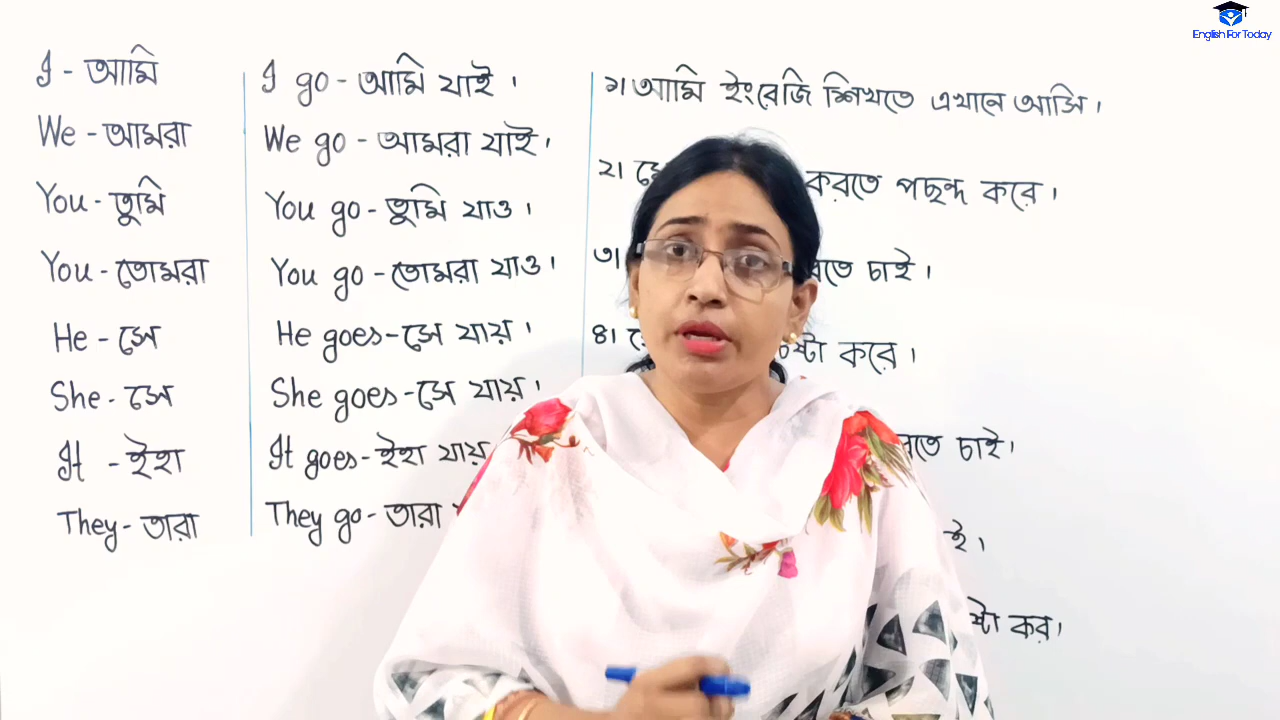 English For Today
I - আমি
We - আমরা
You - তুমি
You - তোমরা
He - সে
She - সে
It - ইহা
They - তারা
I go - আমি যাই ।
We go - আমরা যাই ।
You go - তুমি যাও ।
You go - তোমরা যাও ।
He goes - সে যায় ।
She goes - সে যায় ।
It goes - ইহা যায়
They go - তারা
১। আমি ইংরেজি শিখতে এখানে আসি ।
২। করতে পছন্দ করে ।
৩। চাই ।
৪। করে ।
চাই ।
কর ।